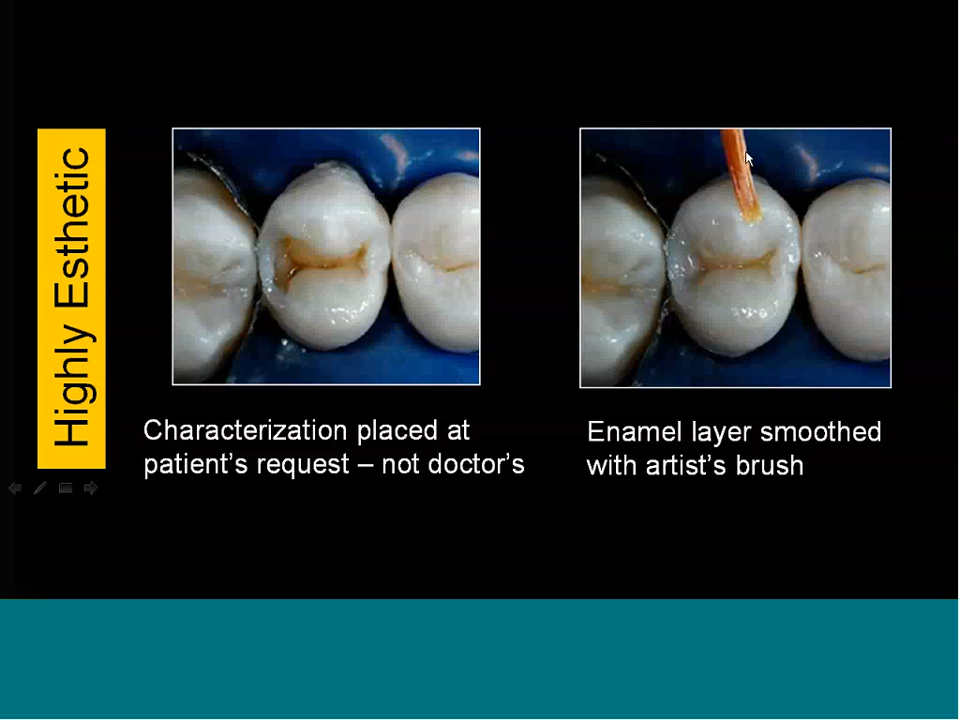 Highly Esthetic
Characterization placed at
patient’s request – not doctor’s
Enamel layer smoothed
with artist’s brush